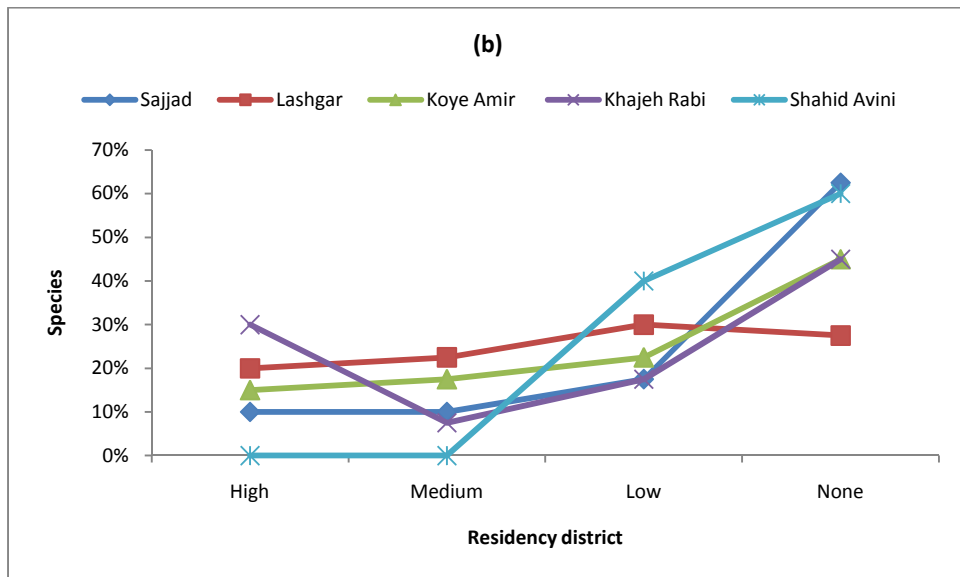 (b)
Sajjad Lashgar Koye Amir Khajeh Rabi Shahid Avini
70%
60%
50%
40%
30%
20%
10%
0%
Species
High Medium Low None
Residency district